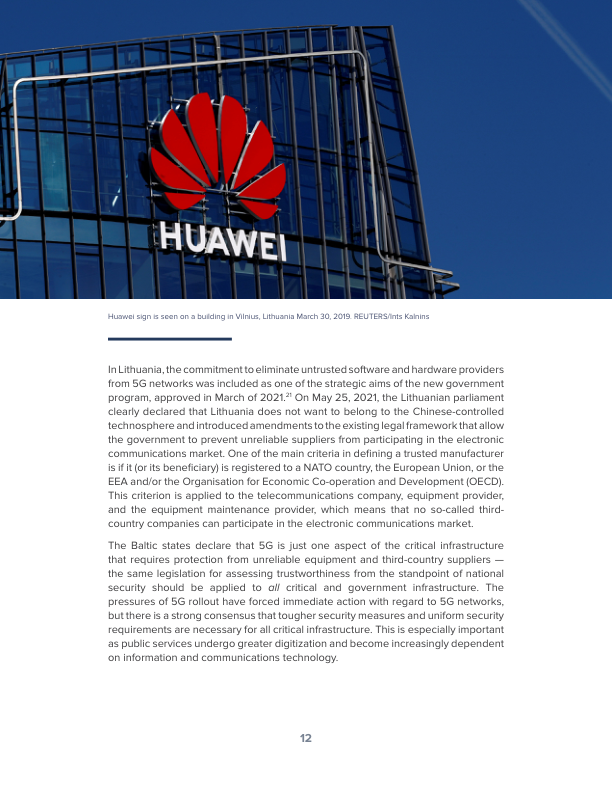 HUAWEI
Huawei sign is seen on a building in Vilnius, Lithuania March 30, 2019. REUTERS/Ints Kalnins
In Lithuania, the commitment to eliminate untrusted software and hardware providers
from 5G networks was included as one of the strategic aims of the new government
program, approved in March of 2021.21 On May 25, 2021, the Lithuanian parliament
clearly declared that Lithuania does not want to belong to the Chinese-controlled
technosphere and introduced amendments to the existing legal framework that allow
the government to prevent unreliable suppliers from participating in the electronic
communications market. One of the main criteria in defining a trusted manufacturer
is if it (or its beneficiary) is registered to a NATO country, the European Union, or the
EEA and/or the Organisation for Economic Co-operation and Development (OECD).
This criterion is applied to the telecommunications company, equipment provider,
and the equipment maintenance provider, which means that no so-called third-
country companies can participate in the electronic communications market.
The Baltic states declare that 5G is just one aspect of the critical infrastructure
that requires protection from unreliable equipment and third-country suppliers —
the same legislation for assessing trustworthiness from the standpoint of national
security should be applied to all critical and government infrastructure. The
pressures of 5G rollout have forced immediate action with regard to 5G networks,
but there is a strong consensus that tougher security measures and uniform security
requirements are necessary for all critical infrastructure. This is especially important
as public services undergo greater digitization and become increasingly dependent
on information and communications technology.
12